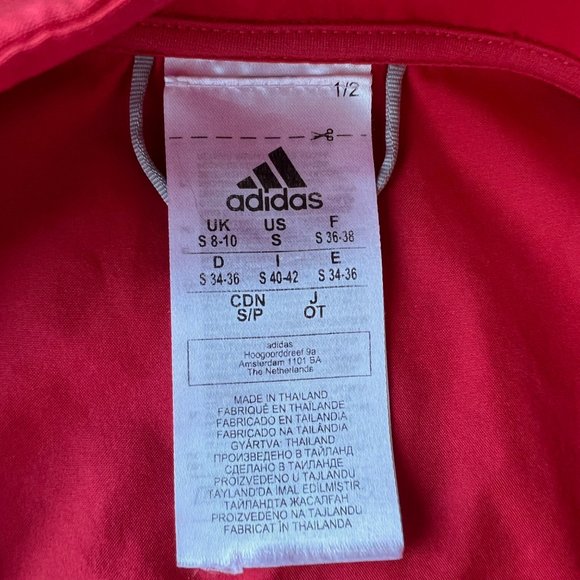 1/2
adidas
UK US F
S 8-10 S S 36-38
D I E
S 34-36 S 40-42 S 34-36
CDN J
S/P OT
adidas
Hoogoorddreef 9a
Amsterdam 1101 BA
The Netherlands
MADE IN THAILAND
FABRIQUÉ EN THAÏLANDE
FABRICADO EN TAILANDIA
FABRICADO NA TAILÂNDIA
GYÁRTVA: THAIFÖLD
ПРОИЗВЕДЕНО В ТАЙЛАНД
СДЕЛАНО В ТАИЛАНДЕ
PROIZVEDENO U TAJLANDU
TAYLAND'DA İMAL EDİLMİŞTİR.
ТАЙЛАНДТА ЖАСАЛҒАН
PROIZVEDENO NA TAJLANDU
FABRICAT ÎN THAILANDA